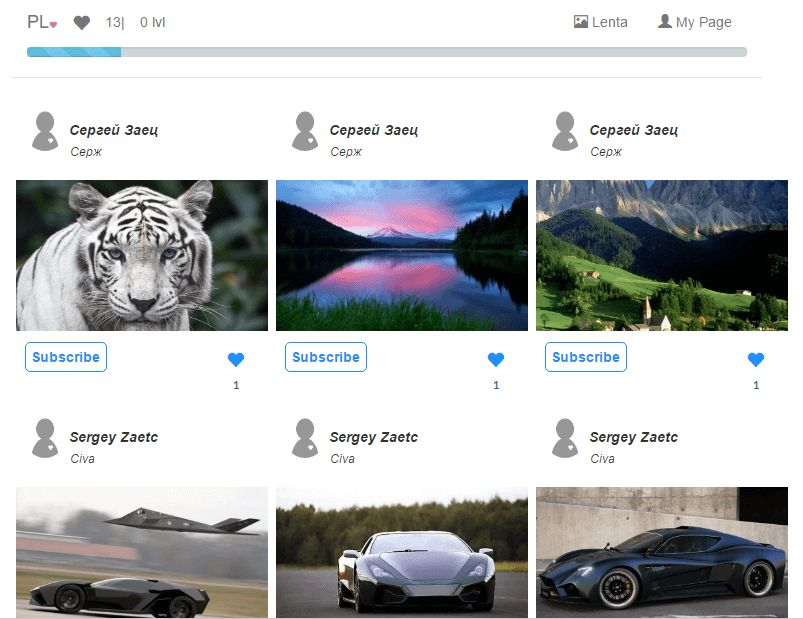 PL 13| 0 lvl Lenta My Page
Сергей Заец Сергей Заец Сергей Заец
Серж Серж Серж
Subscribe Subscribe Subscribe
1 1 1
Sergey Zaetc Sergey Zaetc Sergey Zaetc
Civa Civa Civa